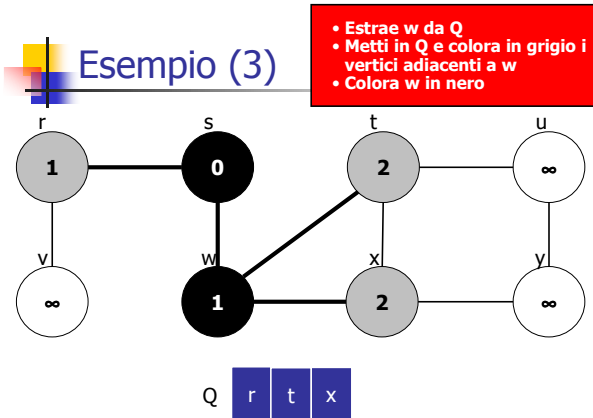 Esempio (3)
• Estrae w da Q
• Metti in Q e colora in grigio i
vertici adiacenti a w
• Colora w in nero
r s t u
1 0 2 ∞
v w x y
∞ 1 2 ∞
Q r t x